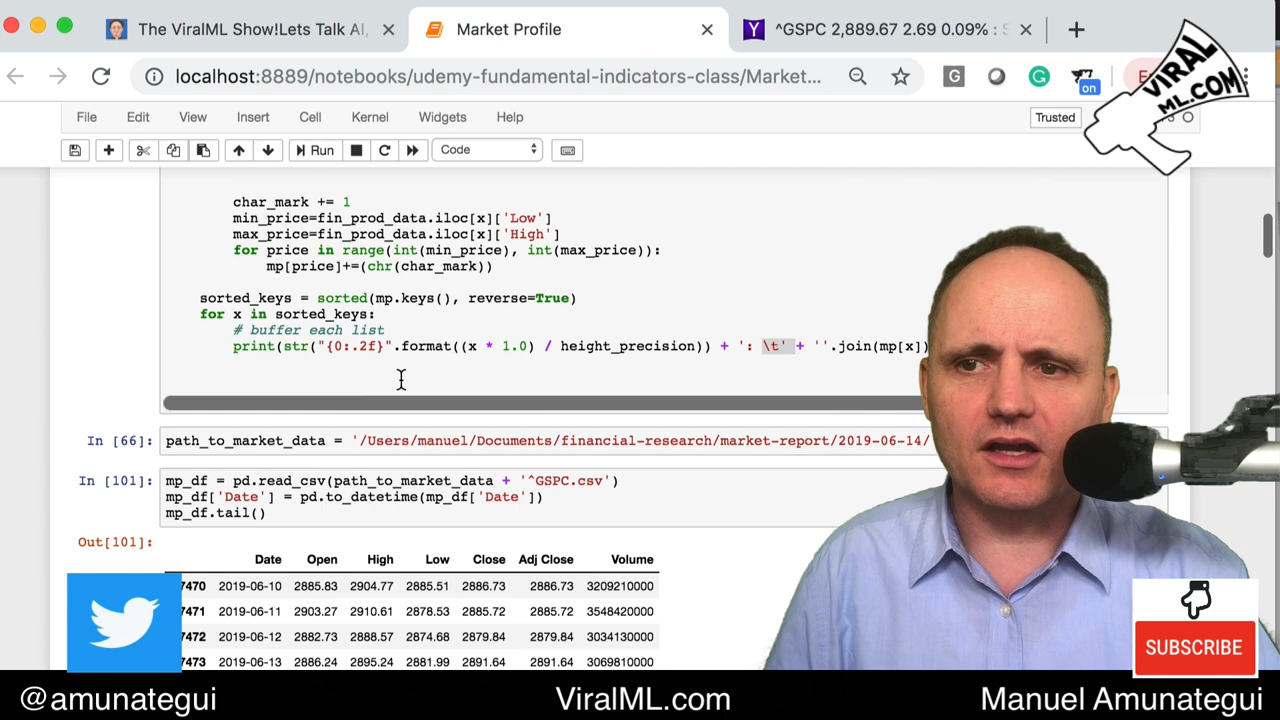 The ViralML Show!Lets Talk AI,
Market Profile
^GSPC 2,889.67 2.69 0.09% :
localhost:8889/notebooks/udemy-fundamental-indicators-class/Market...
on
VIRAL
ML.COM
File Edit View Insert Cell Kernel Widgets Help
Trusted
Run
Code
char_mark += 1
min_price=fin_prod_data.iloc[x]['Low']
max_price=fin_prod_data.iloc[x]['High']
for price in range(int(min_price), int(max_price)):
mp[price]+=(chr(char_mark))
sorted_keys = sorted(mp.keys(), reverse=True)
for x in sorted_keys:
# buffer each list
print(str("{0:.2f}".format((x * 1.0) / height_precision)) + ': \t' + ''.join(mp[x])
In [66]: path_to_market_data = '/Users/manuel/Documents/financial-research/market-report/2019-06-14/
In [101]: mp_df = pd.read_csv(path_to_market_data + '^GSPC.csv')
mp_df['Date'] = pd.to_datetime(mp_df['Date'])
mp_df.tail()
Out[101]:
Date Open High Low Close Adj Close Volume
7470 2019-06-10 2885.83 2904.77 2885.51 2886.73 2886.73 3209210000
7471 2019-06-11 2903.27 2910.61 2878.53 2885.72 2885.72 3548420000
7472 2019-06-12 2882.73 2888.57 2874.68 2879.84 2879.84 3034130000
7473 2019-06-13 2886.24 2895.24 2881.99 2891.64 2891.64 3069810000
SUBSCRIBE
@amunategui
ViralML.com
Manuel Amunategui